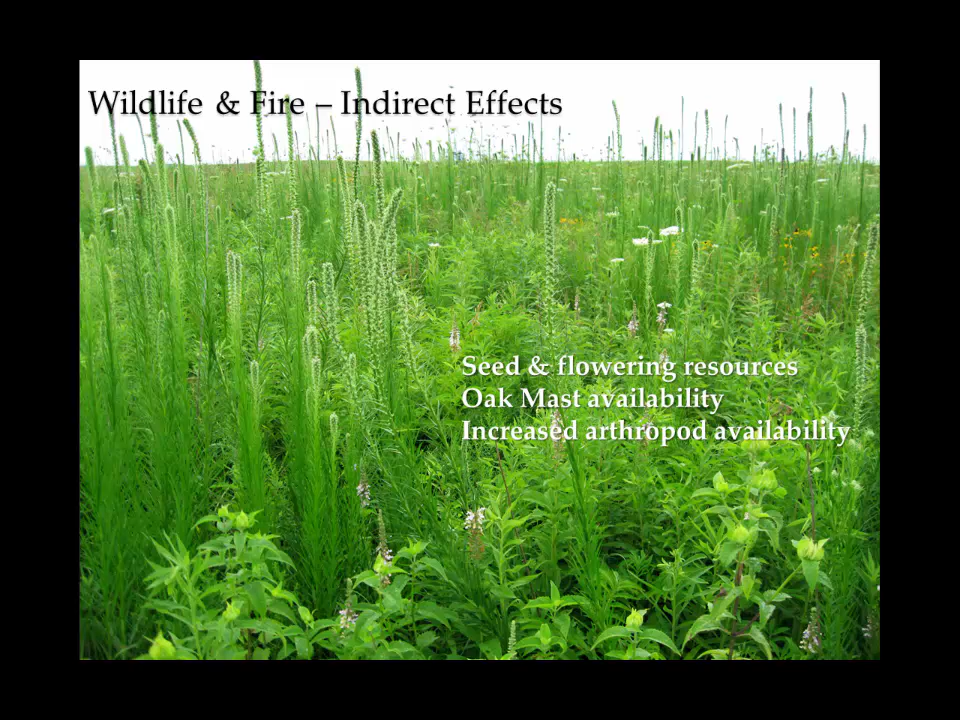 Wildlife & Fire – Indirect Effects
Seed & flowering resources
Oak Mast availability
Increased arthropod availability